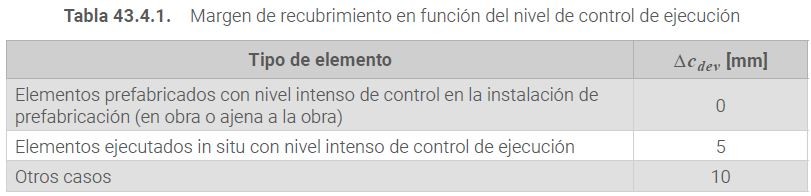 Tabla 43.4.1. Margen de recubrimiento en función del nivel de control de ejecución
Tipo de elemento Δc_dev [mm]
Elementos prefabricados con nivel intenso de control en la instalación de
prefabricación (en obra o ajena a la obra) 0
Elementos ejecutados in situ con nivel intenso de control de ejecución 5
Otros casos 10